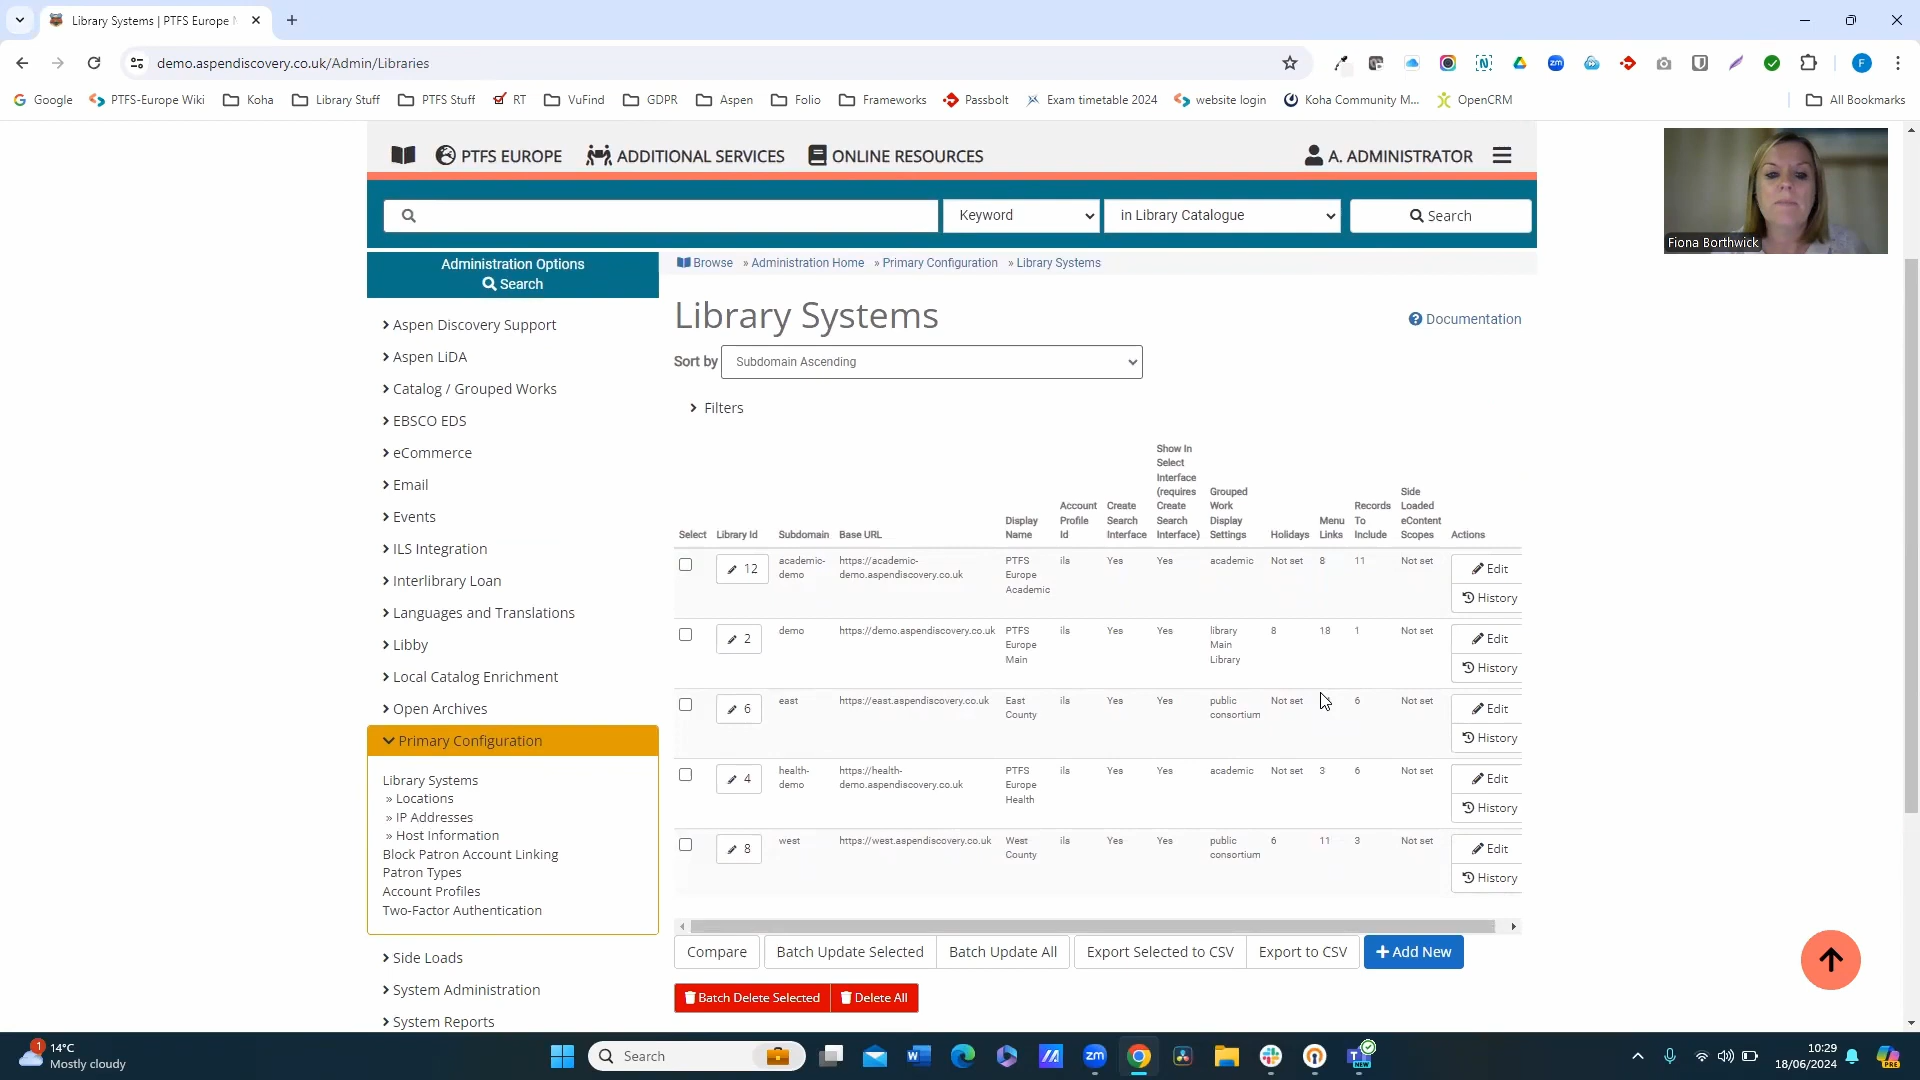 Library Systems | PTFS Europe
demo.aspendiscovery.co.uk/Admin/Libraries
Google PTFS-Europe Wiki Koha Library Stuff PTFS Stuff RT VuFind GDPR Aspen Folio Frameworks Passbolt Exam timetable 2024 website login Koha Community M... OpenCRM All Bookmarks
PTFS EUROPE ADDITIONAL SERVICES ONLINE RESOURCES A. ADMINISTRATOR
Keyword in Library Catalogue Search
Fiona Borthwick
Administration Options
Search
Aspen Discovery Support
Aspen LiDA
Catalog / Grouped Works
EBSCO EDS
eCommerce
Email
Events
ILS Integration
Interlibrary Loan
Languages and Translations
Libby
Local Catalog Enrichment
Open Archives
Primary Configuration
Library Systems
» Locations
» IP Addresses
» Host Information
Block Patron Account Linking
Patron Types
Account Profiles
Two-Factor Authentication
Side Loads
System Administration
System Reports
Browse » Administration Home » Primary Configuration » Library Systems
Library Systems
Documentation
Sort by Subdomain Ascending
Filters
Select
Library Id
Subdomain
Base URL
Display
Name
Account
Profile
Id
Create
Search
Interface
Show In
Select
Interface
(requires
Create
Search
Interface)
Grouped
Work
Display
Settings
Holidays
Menu
Links
Records
To
Include
Side
Loaded
eContent
Scopes
Actions
12
academic-
demo
https://academic-
demo.aspendiscovery.co.uk
PTFS
Europe
Academic
ils
Yes
Yes
academic
Not set
8
11
Not set
Edit
History
2
demo
https://demo.aspendiscovery.co.uk
PTFS
Europe
Main
ils
Yes
Yes
library
Main
Library
8
18
1
Not set
Edit
History
6
east
https://east.aspendiscovery.co.uk
East
County
ils
Yes
Yes
public
consortium
Not set
6
Not set
Edit
History
4
health-
demo
https://health-
demo.aspendiscovery.co.uk
PTFS
Europe
Health
ils
Yes
Yes
academic
Not set
3
6
Not set
Edit
History
8
west
https://west.aspendiscovery.co.uk
West
County
ils
Yes
Yes
public
consortium
6
11
3
Not set
Edit
History
Compare Batch Update Selected Batch Update All Export Selected to CSV Export to CSV Add New
Batch Delete Selected Delete All
1
14°C
Mostly cloudy
Search
10:29
18/06/2024